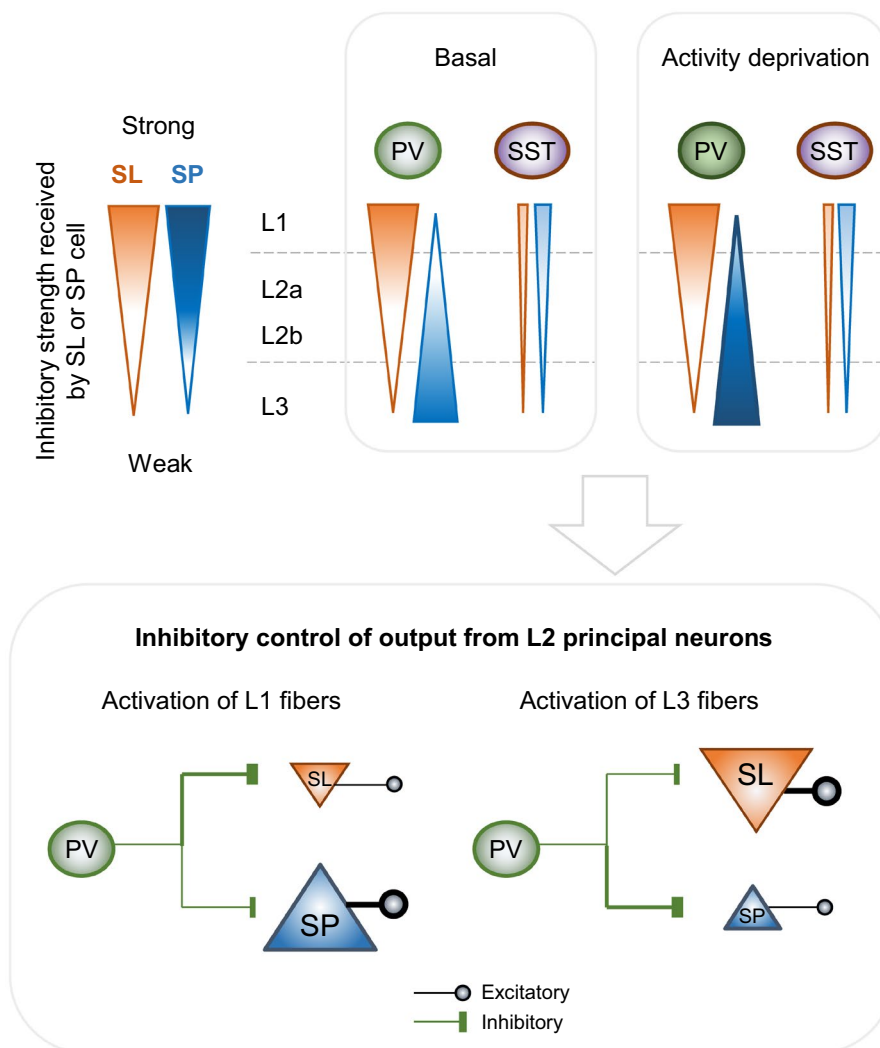 Basal
Activity deprivation
Strong
SL SP
Inhibitory strength received
by SL or SP cell
Weak
PV SST
PV SST
L1
L2a
L2b
L3
Inhibitory control of output from L2 principal neurons
Activation of L1 fibers
Activation of L3 fibers
PV
SL
SP
PV
SL
SP
Excitatory
Inhibitory